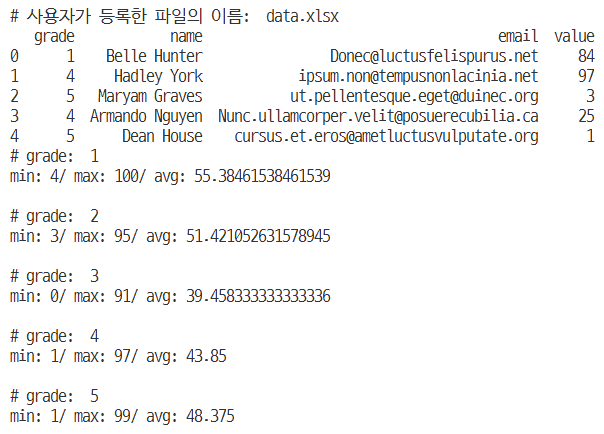 # 사용자가 등록한 파일의 이름:  data.xlsx
   grade            name                                   email  value
0      1    Belle Hunter               Donec@luctusfelispurus.net     84
1      4     Hadley York           ipsum.non@tempusnonlacinia.net     97
2      5   Maryam Graves          ut.pellentesque.eget@duinec.org      3
3      4  Armando Nguyen  Nunc.ullamcorper.velit@posuerecubilia.ca     25
4      5      Dean House    cursus.et.eros@ametluctusvulputate.org      1
# grade:  1
min: 4/ max: 100/ avg: 55.38461538461539

# grade:  2
min: 3/ max: 95/ avg: 51.421052631578945

# grade:  3
min: 0/ max: 91/ avg: 39.458333333333336

# grade:  4
min: 1/ max: 97/ avg: 43.85

# grade:  5
min: 1/ max: 99/ avg: 48.375